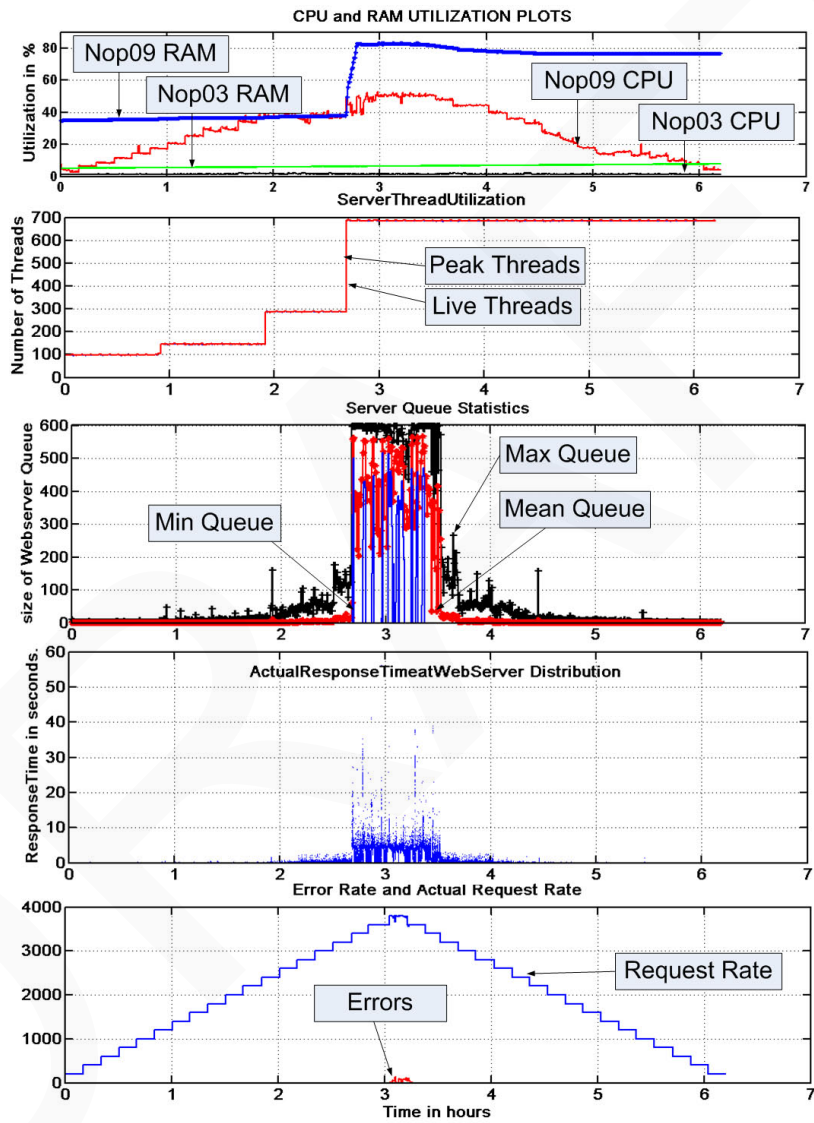 CPU and RAM UTILIZATION PLOTS
Utilization in %
80
60
40
20
0
Nop09 RAM
Nop03 RAM
Nop09 CPU
Nop03 CPU
0 1 2 3 4 5 6 7
ServerThreadUtilization
Number of Threads
700
600
500
400
300
200
100
0
Peak Threads
Live Threads
0 1 2 3 4 5 6 7
Server Queue Statistics
size of Webserver Queue
600
500
400
300
200
100
0
Max Queue
Min Queue
Mean Queue
0 1 2 3 4 5 6 7
ActualResponseTimeatWebServer Distribution
ResponseTime in seconds.
60
50
40
30
20
10
0
0 1 2 3 4 5 6 7
Error Rate and Actual Request Rate
4000
3000
2000
1000
0
Request Rate
Errors
0 1 2 3 4 5 6 7
Time in hours